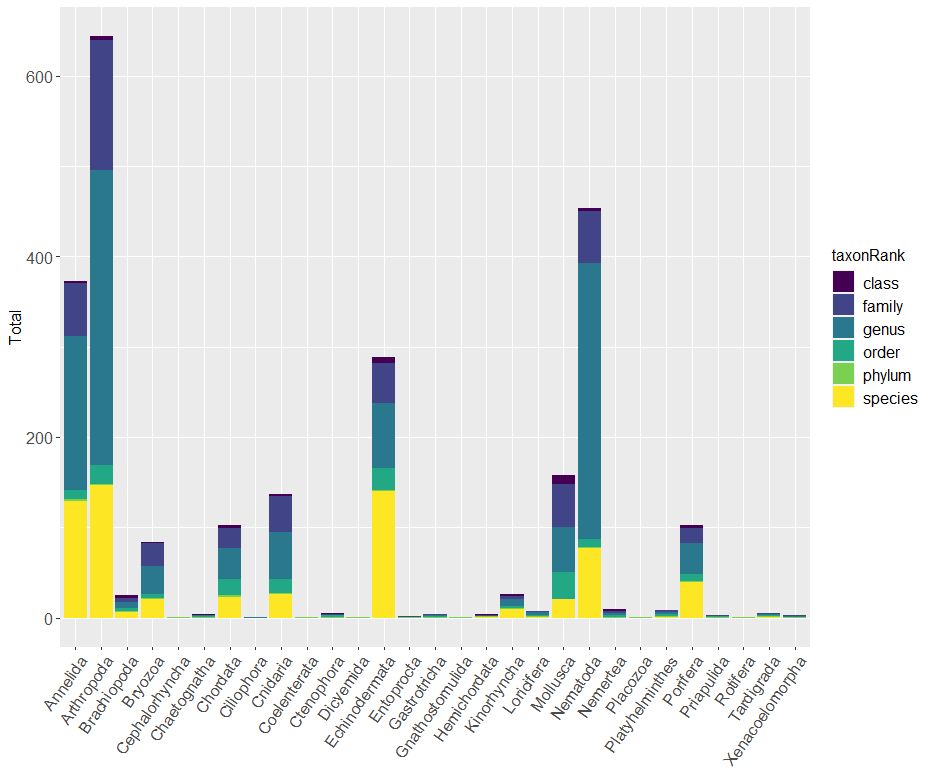 600
400
200
0
Total
Annelida
Arthropoda
Brachiopoda
Bryozoa
Cephalorhyncha
Chaetognatha
Chordata
Ciliophora
Cnidaria
Coelenterata
Ctenophora
Dicyemida
Echinodermata
Entoprocta
Gastrotricha
Gnathostomulida
Hemichordata
Kinorhyncha
Loricifera
Mollusca
Nematoda
Nemertea
Placozoa
Platyhelminthes
Porifera
Priapulida
Rotifera
Tardigrada
Xenacoelomorpha
taxonRank
class
family
genus
order
phylum
species